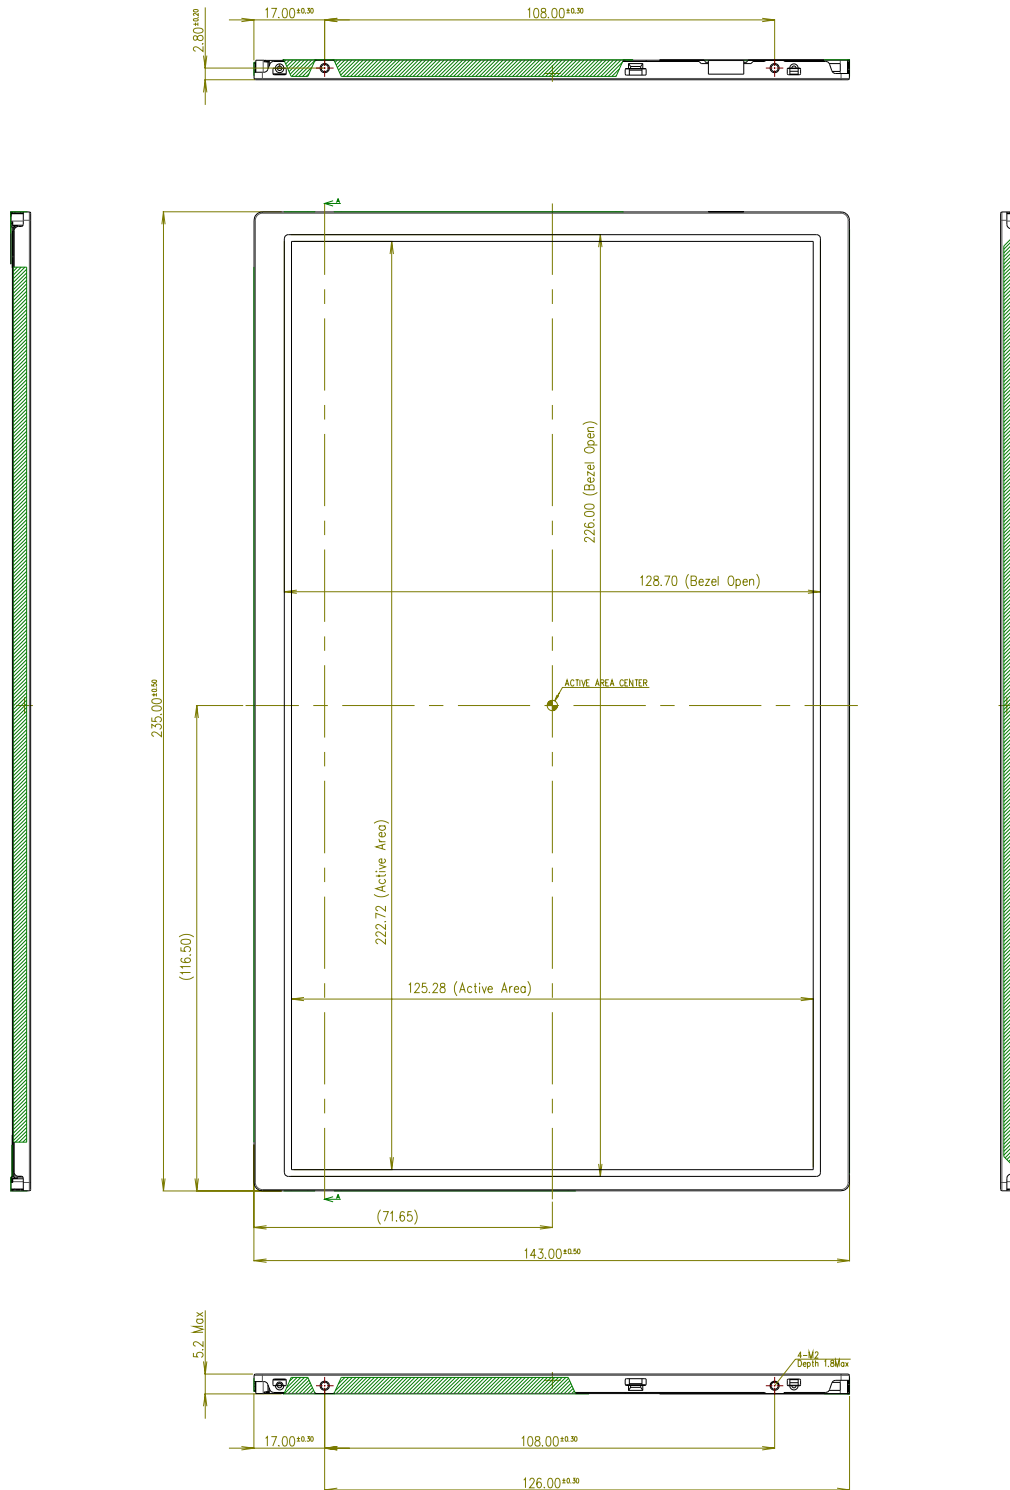 17.00±0.30
108.00±0.30
2.80±0.20
A
226.00 (Bezel Open)
128.70 (Bezel Open)
ACTIVE AREA CENTER
235.00±0.50
222.72 (Active Area)
(116.50)
125.28 (Active Area)
A
(71.65)
143.00±0.50
5.2 Max
4-M2
Depth 1.8Max
17.00±0.30
108.00±0.30
126.00±0.30